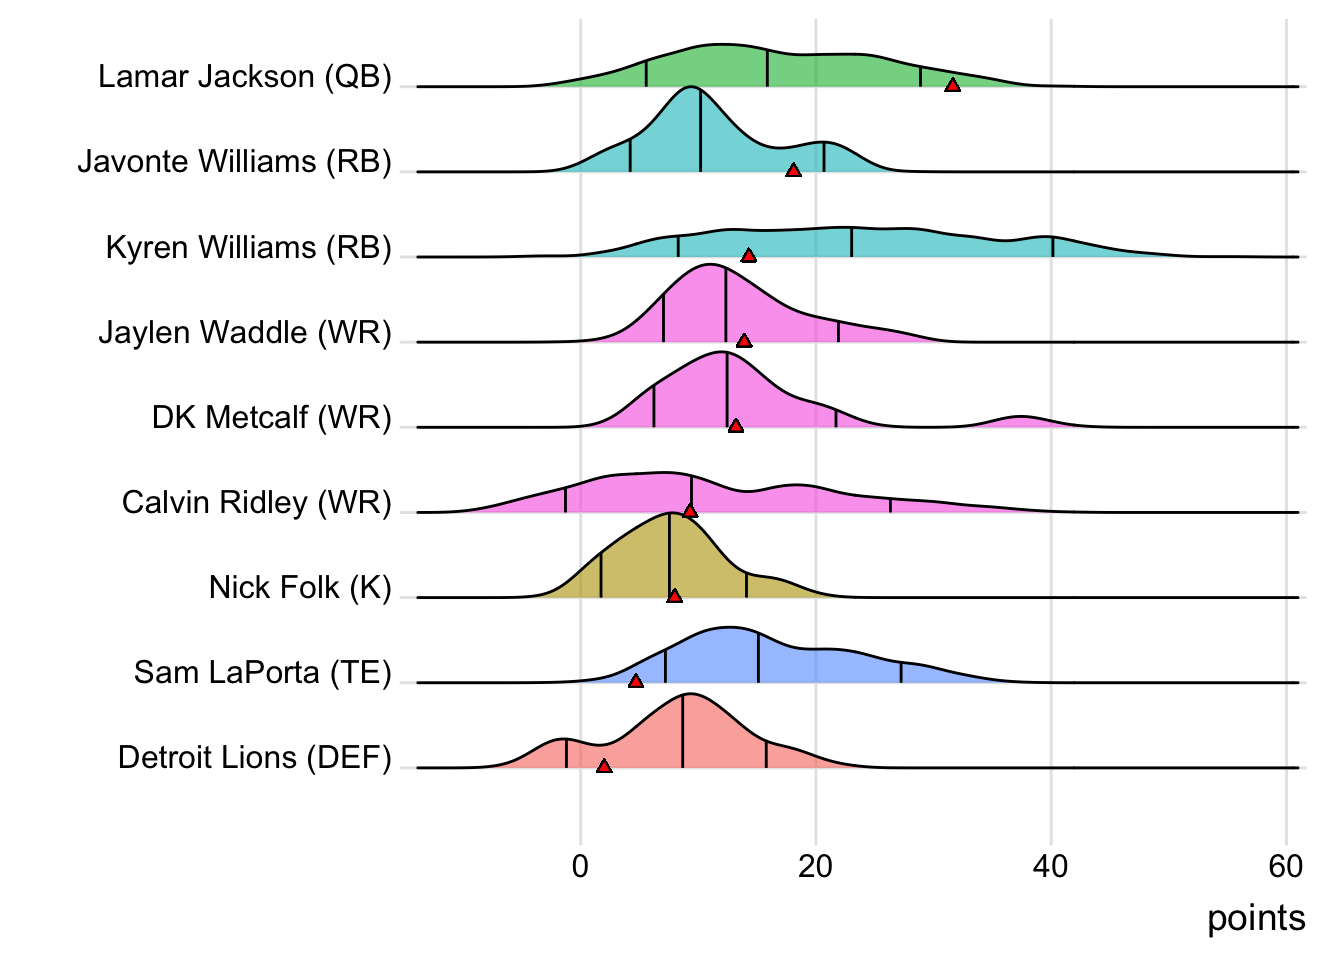 Lamar Jackson (QB)
Javonte Williams (RB)
Kyren Williams (RB)
Jaylen Waddle (WR)
DK Metcalf (WR)
Calvin Ridley (WR)
Nick Folk (K)
Sam LaPorta (TE)
Detroit Lions (DEF)
0 20 40 60
points